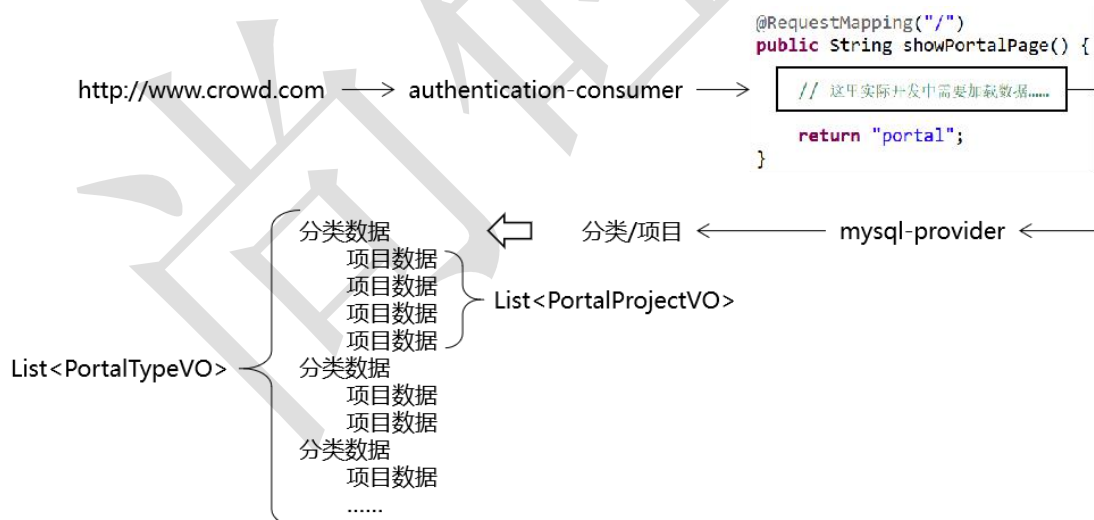 @RequestMapping("/")
public String showPortalPage() {
http://www.crowd.com authentication-consumer // 这里实际开发中需要加载数据……
return "portal";
}
分类数据 分类/项目 mysql-provider
项目数据
项目数据
项目数据
项目数据
List<PortalProjectVO>
List<PortalTypeVO>
分类数据
项目数据
项目数据
分类数据
项目数据
……